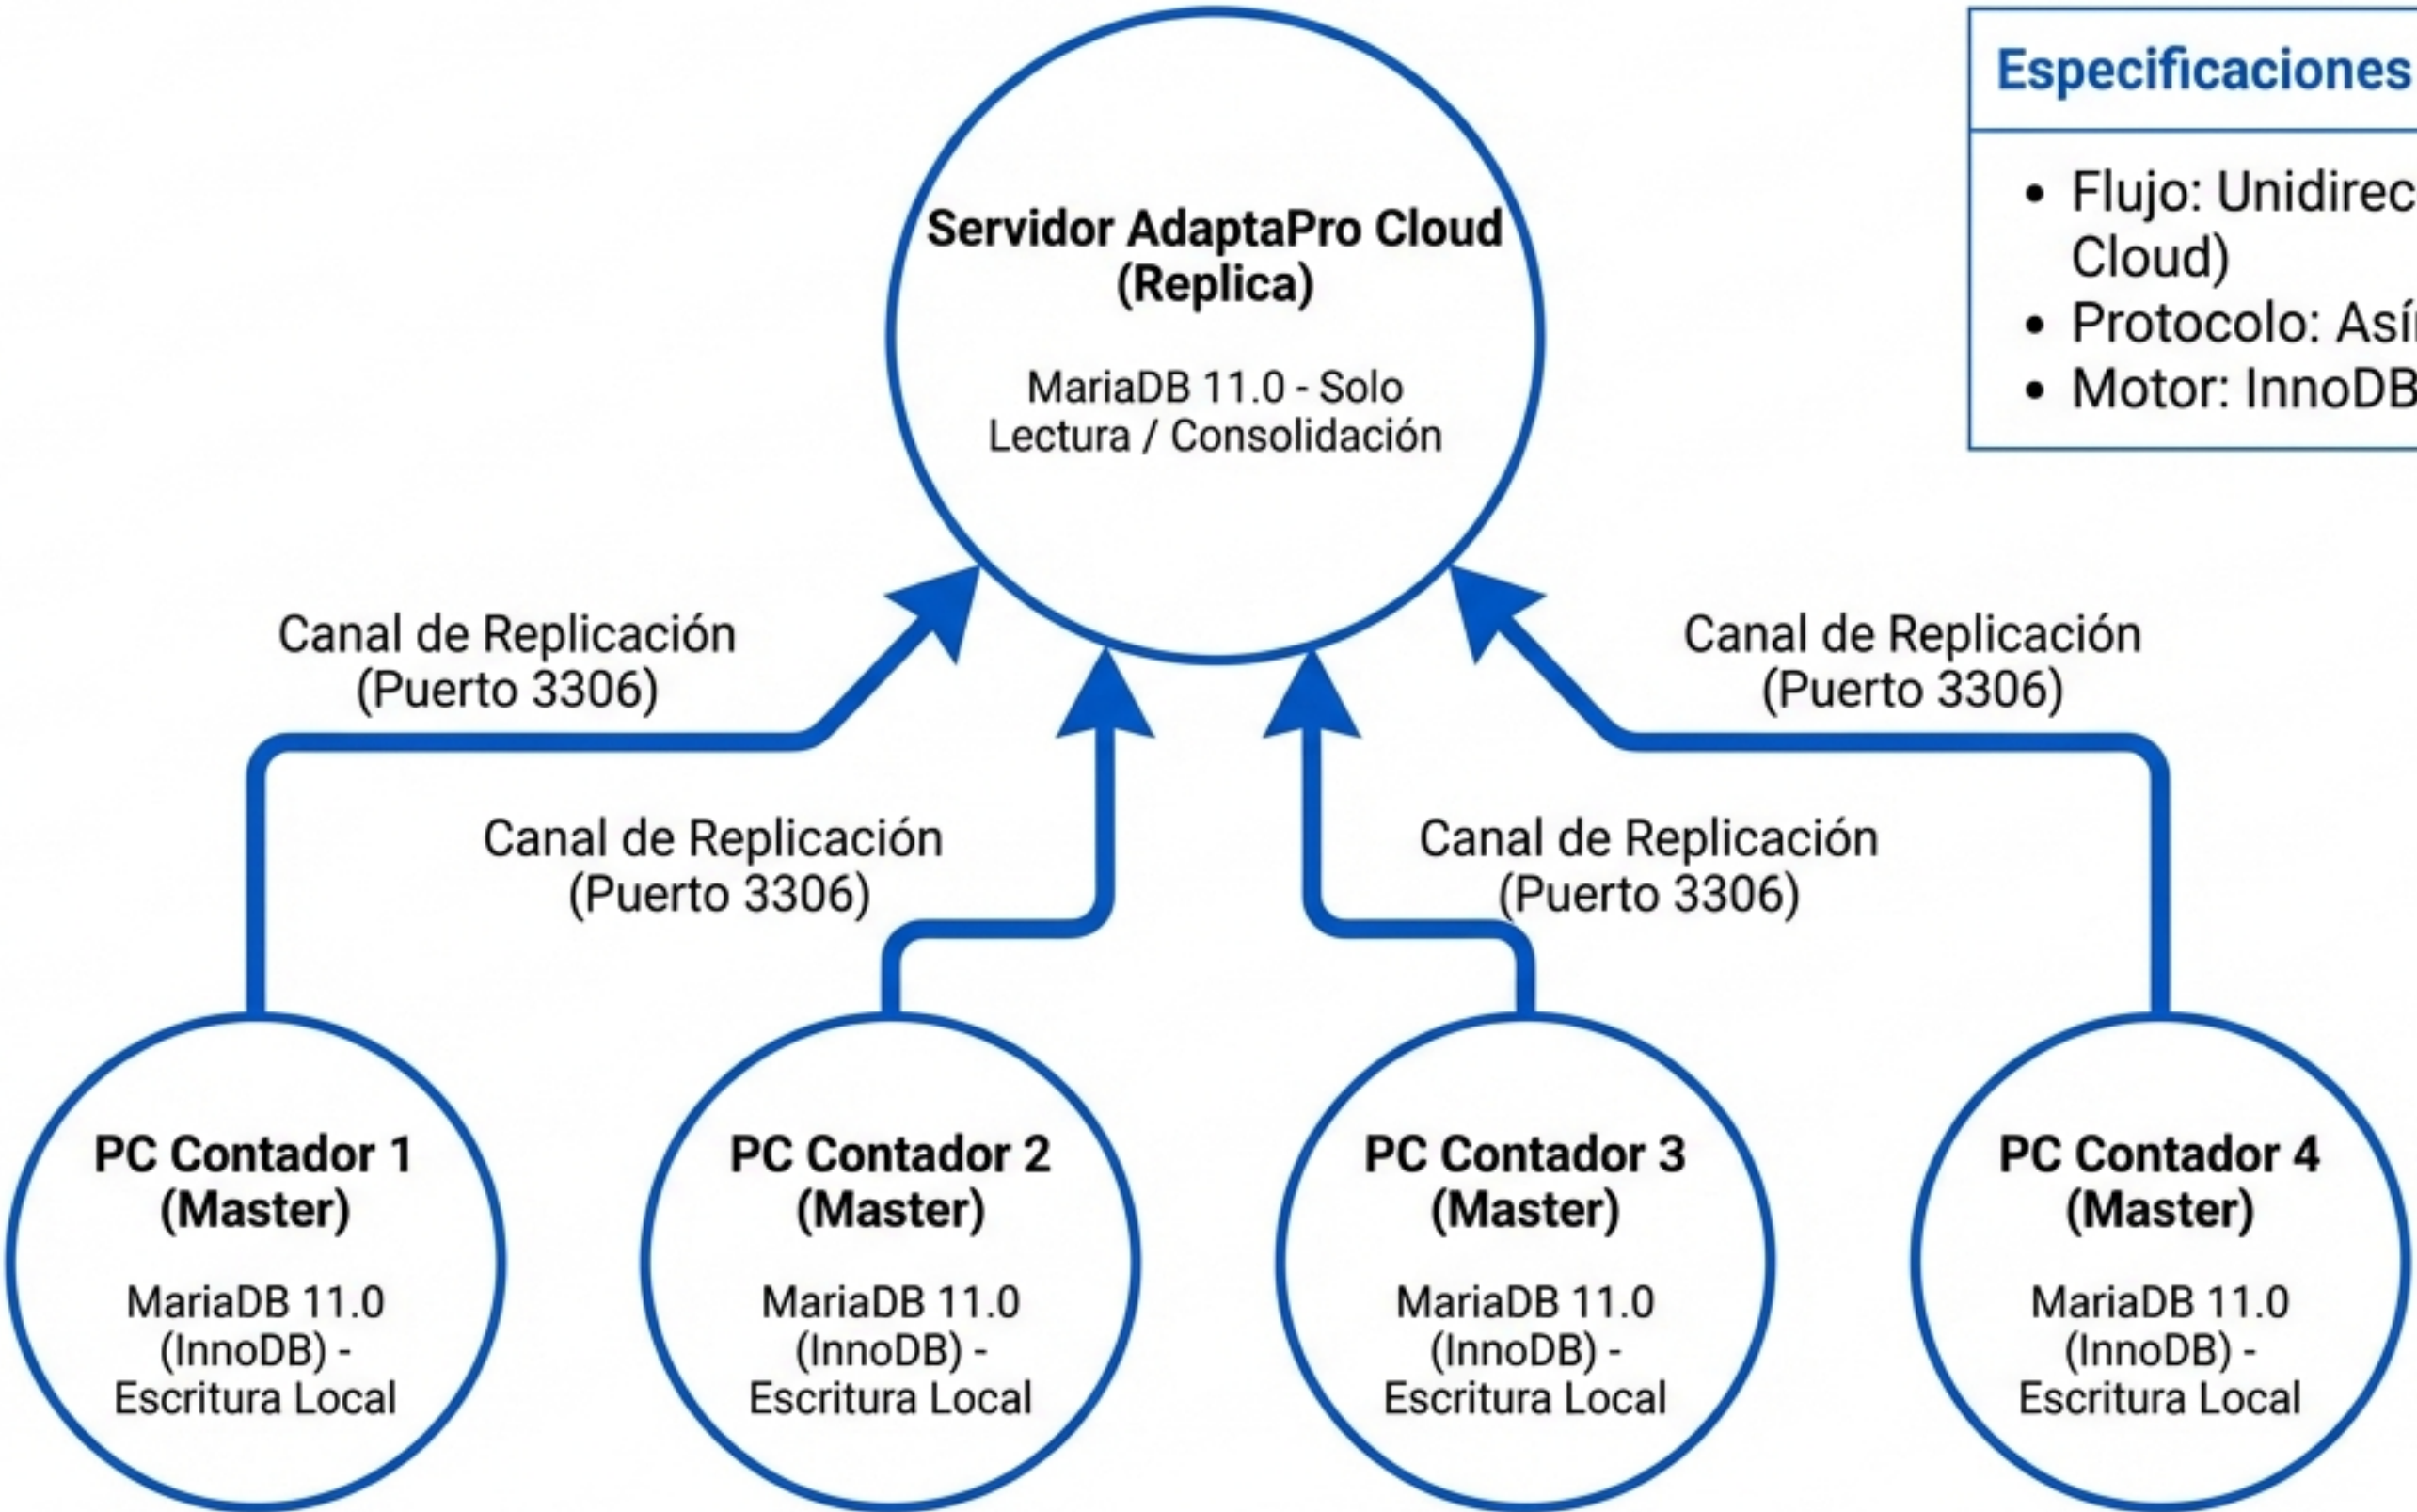 Servidor AdaptaPro Cloud
(Replica)
MariaDB 11.0 - Solo
Lectura / Consolidación
Especificaciones
• Flujo: Unidirec
Cloud)
• Protocolo: Así
• Motor: InnoDB
Canal de Replicación
(Puerto 3306)
Canal de Replicación
(Puerto 3306)
Canal de Replicación
(Puerto 3306)
Canal de Replicación
(Puerto 3306)
PC Contador 1
(Master)
MariaDB 11.0
(InnoDB) -
Escritura Local
PC Contador 2
(Master)
MariaDB 11.0
(InnoDB) -
Escritura Local
PC Contador 3
(Master)
MariaDB 11.0
(InnoDB) -
Escritura Local
PC Contador 4
(Master)
MariaDB 11.0
(InnoDB) -
Escritura Local